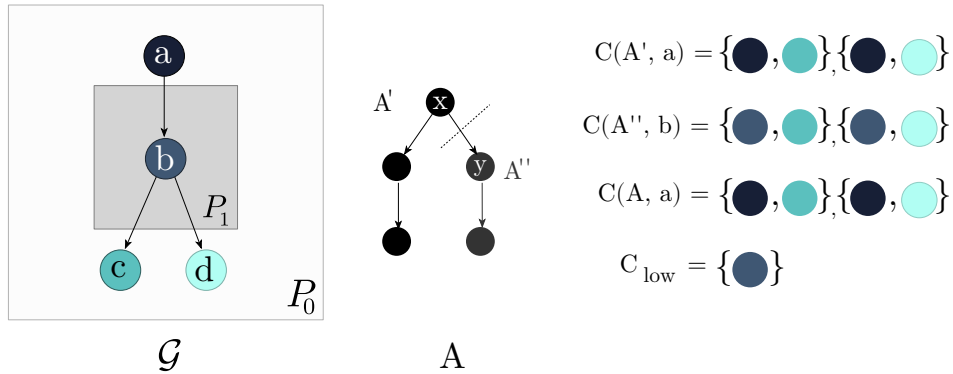 a
b
P₁
c
d
P₀
𝒢
A'
x
y
A''
A
C(A', a) = { , },{ , }
C(A'', b) = { , },{ , }
C(A, a) = { , },{ , }
C low = { }